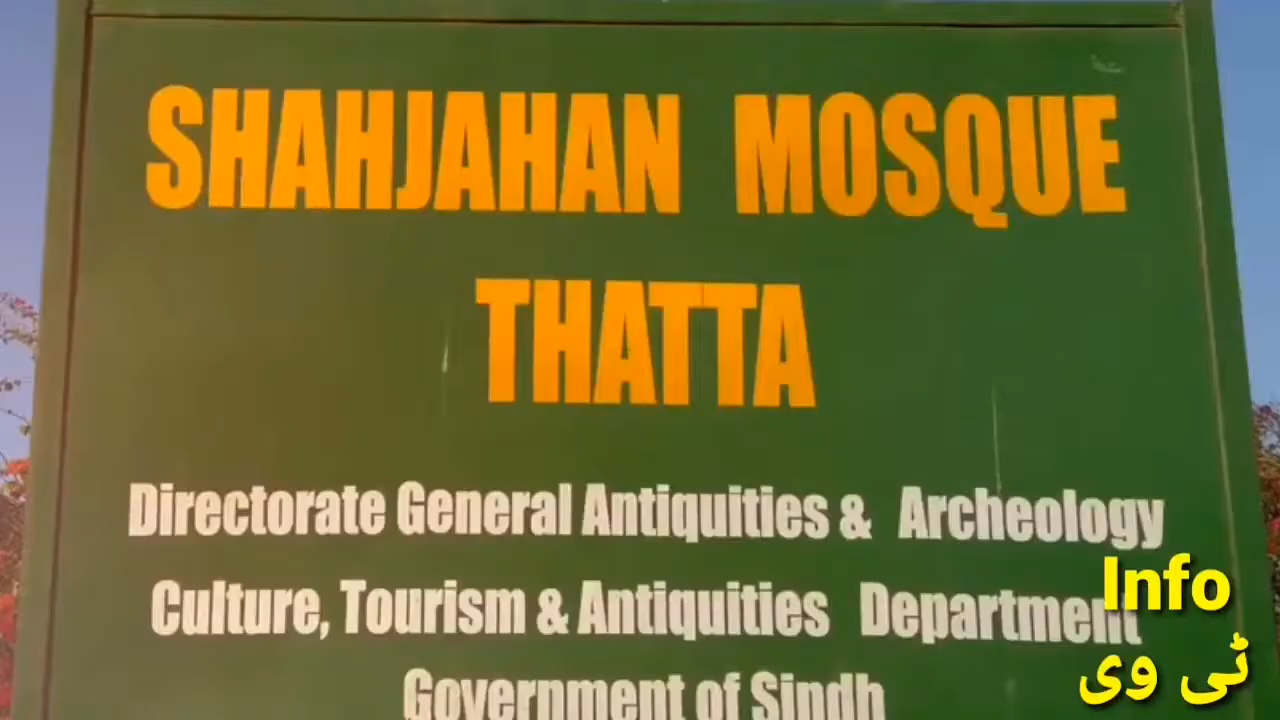 SHAHJAHAN MOSQUE
THATTA
Directorate General Antiquities & Archeology
Culture, Tourism & Antiquities Department
Government of Sindh
Info
ٹی وی